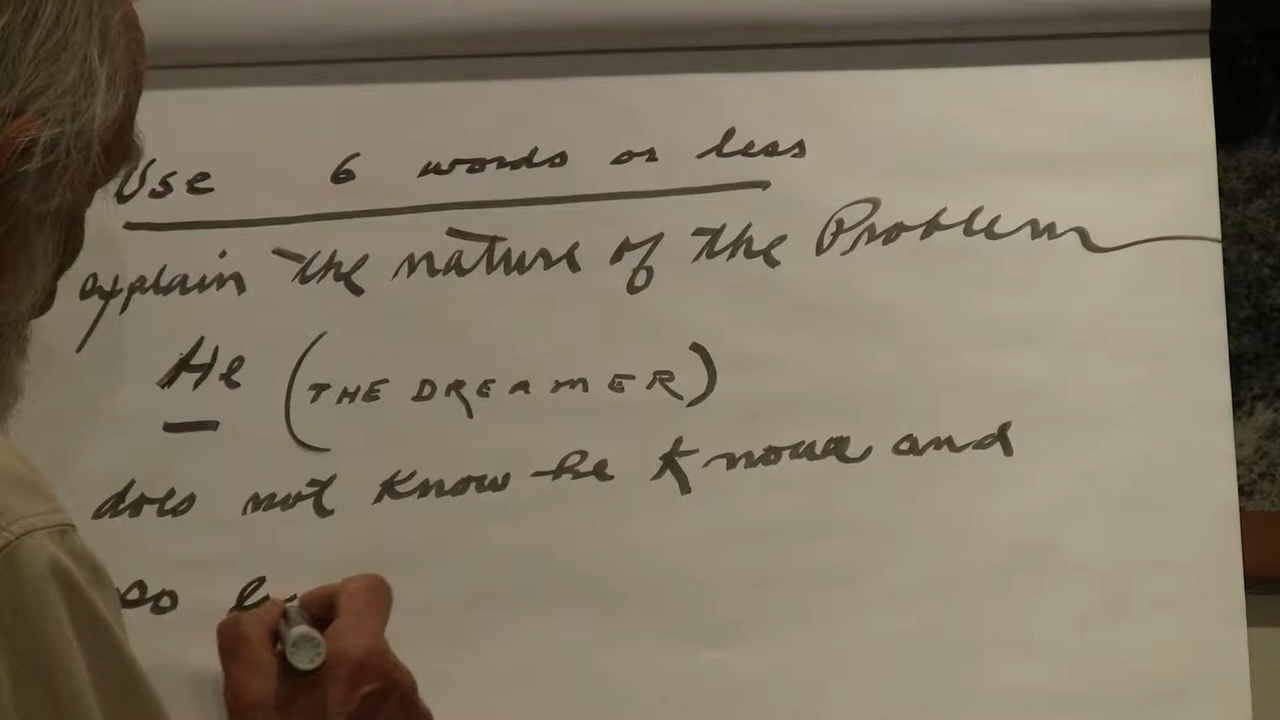 Use 6 words or less
explain the nature of the Problem
He (THE DREAMER)
does not know he knows and
so